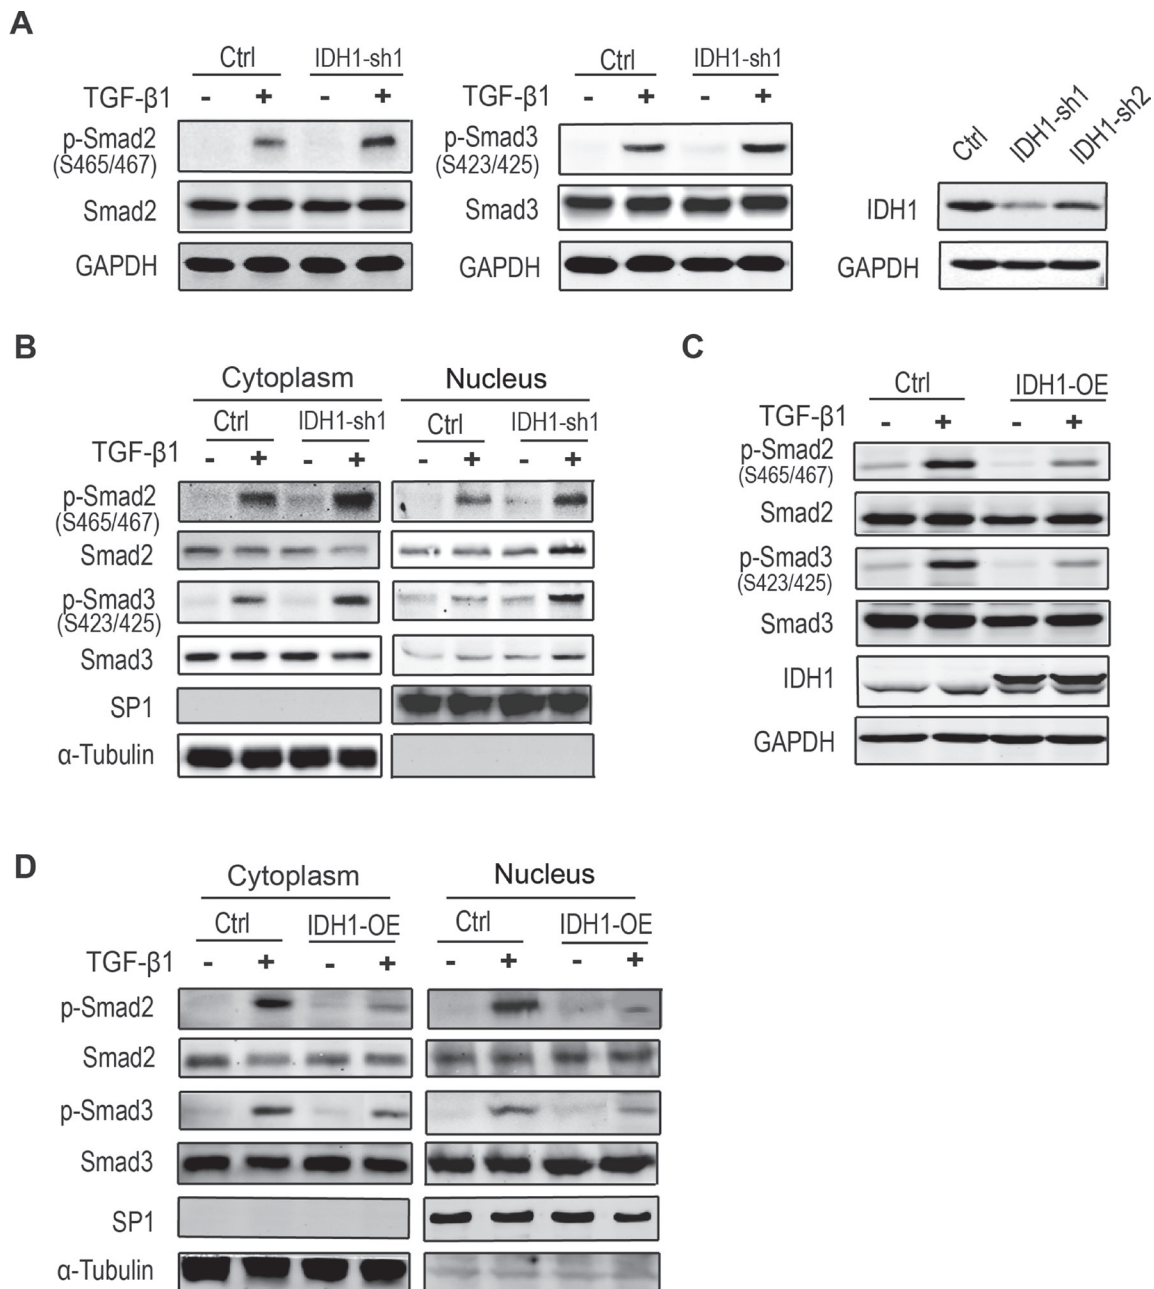 A
Ctrl IDH1-sh1
TGF-β1 - + - +
p-Smad2
(S465/467)
Smad2
GAPDH
Ctrl IDH1-sh1
- + - +
p-Smad3
(S423/425)
Smad3
GAPDH
Ctrl IDH1-sh1 IDH1-sh2
IDH1
GAPDH
B
Cytoplasm Nucleus
Ctrl IDH1-sh1 Ctrl IDH1-sh1
TGF-β1 - + - + - + - +
p-Smad2
(S465/467)
Smad2
p-Smad3
(S423/425)
Smad3
SP1
α-Tubulin
C
Ctrl IDH1-OE
TGF-β1 - + - +
p-Smad2
(S465/467)
Smad2
p-Smad3
(S423/425)
Smad3
IDH1
GAPDH
D
Cytoplasm Nucleus
Ctrl IDH1-OE Ctrl IDH1-OE
TGF-β1 - + - + - + - +
p-Smad2
Smad2
p-Smad3
Smad3
SP1
α-Tubulin